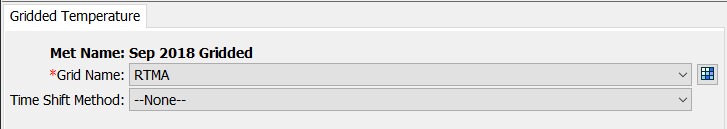 Gridded Temperature
Met Name: Sep 2018 Gridded
*Grid Name: RTMA
Time Shift Method: --None--